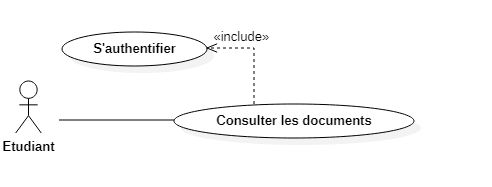 «include»
S'authentifier
Consulter les documents
Etudiant